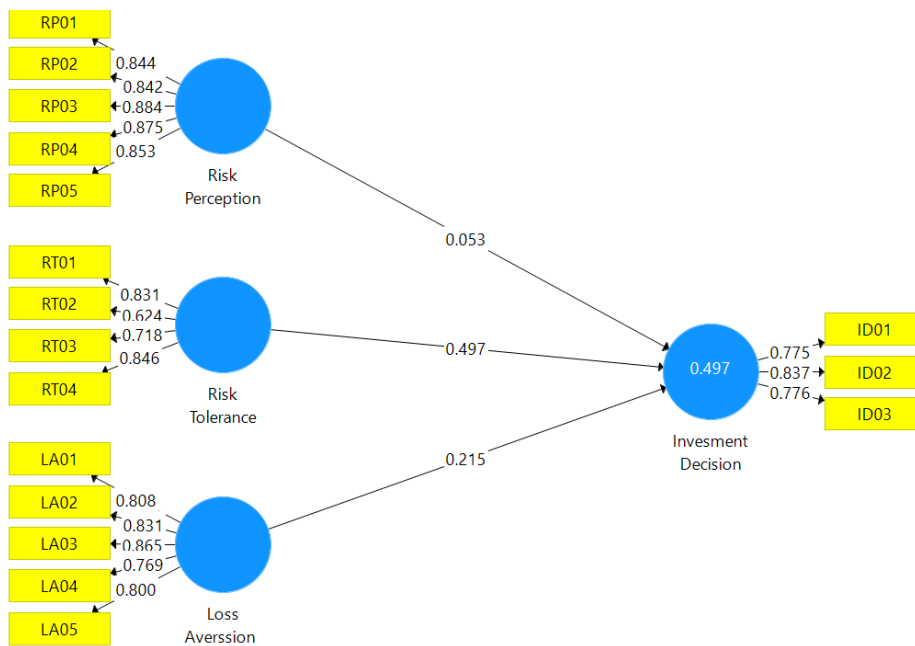 RP01
RP02
RP03
RP04
RP05
0.844
0.842
0.884
0.875
0.853
Risk
Perception
0.053
RT01
RT02
RT03
RT04
0.831
0.624
0.718
0.846
Risk
Tolerance
0.497
LA01
LA02
LA03
LA04
LA05
0.808
0.831
0.865
0.769
0.800
Loss
Averssion
0.215
0.497
Invesment
Decision
0.775
0.837
0.776
ID01
ID02
ID03